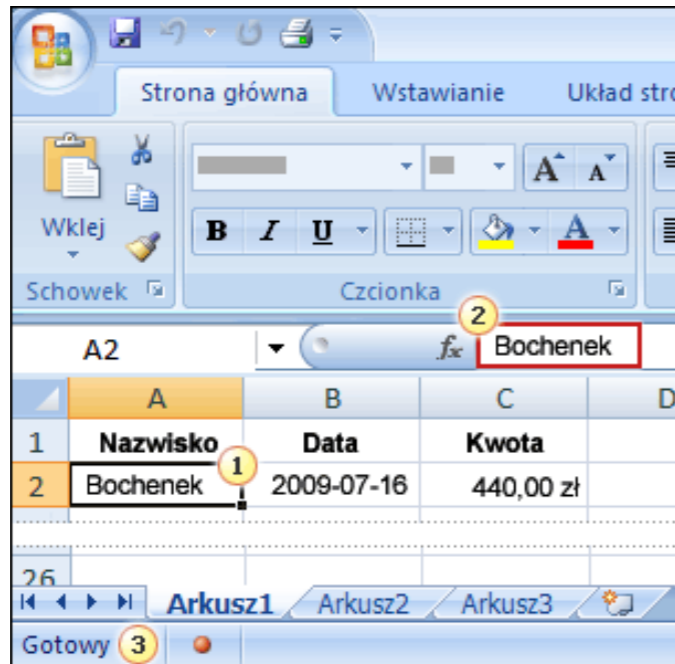 Strona główna Wstawianie Układ stro
A A
Wklej B I U A
Schowek Czcionka
2
A2 fx Bochenek
A B C D
1 Nazwisko Data Kwota
1
2 Bochenek 2009-07-16 440,00 zł
26
Arkusz1 Arkusz2 Arkusz3
Gotowy 3